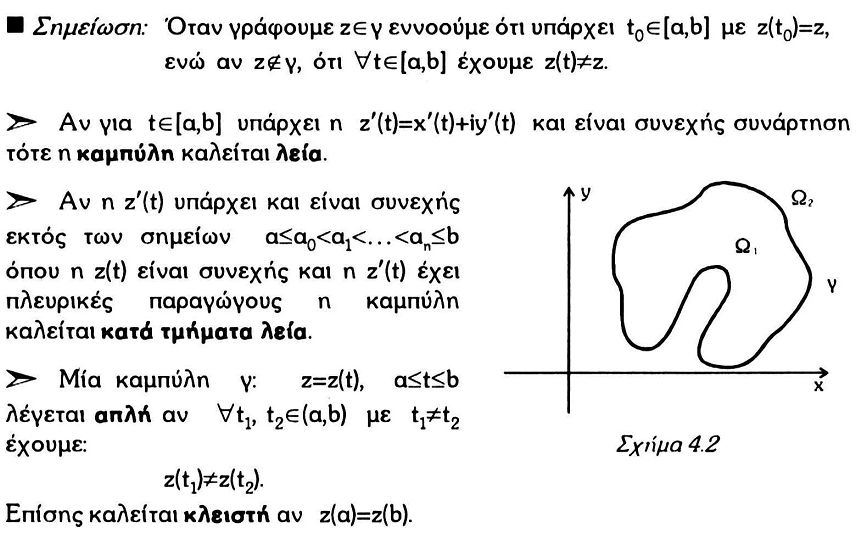 ■ Σημείωση: Όταν γράφουμε z∈γ εννοούμε ότι υπάρχει t₀∈[a,b] με z(t₀)=z,
ενώ αν z∉γ, ότι ∀t∈[a,b] έχουμε z(t)≠z.
➢ Αν για t∈[a,b] υπάρχει η z′(t)=x′(t)+iy′(t) και είναι συνεχής συνάρτηση
τότε η καμπύλη καλείται λεία.
➢ Αν η z′(t) υπάρχει και είναι συνεχής
εκτός των σημείων a≤a₀<a₁<...<aₙ≤b
όπου η z(t) είναι συνεχής και η z′(t) έχει
πλευρικές παραγώγους η καμπύλη
καλείται κατά τμήματα λεία.
➢ Μία καμπύλη γ: z=z(t), a≤t≤b
λέγεται απλή αν ∀t₁, t₂∈(a,b) με t₁≠t₂
έχουμε:
z(t₁)≠z(t₂).
Επίσης καλείται κλειστή αν z(a)=z(b).
y
Ω₂
Ω₁
γ
x
Σχήμα 4.2